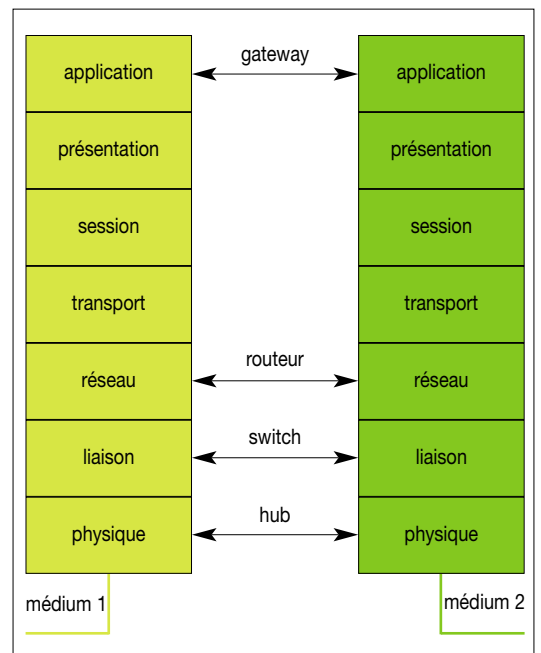 gateway
application
application
présentation
présentation
session
session
transport
transport
routeur
réseau
réseau
switch
liaison
liaison
hub
physique
physique
médium 1
médium 2